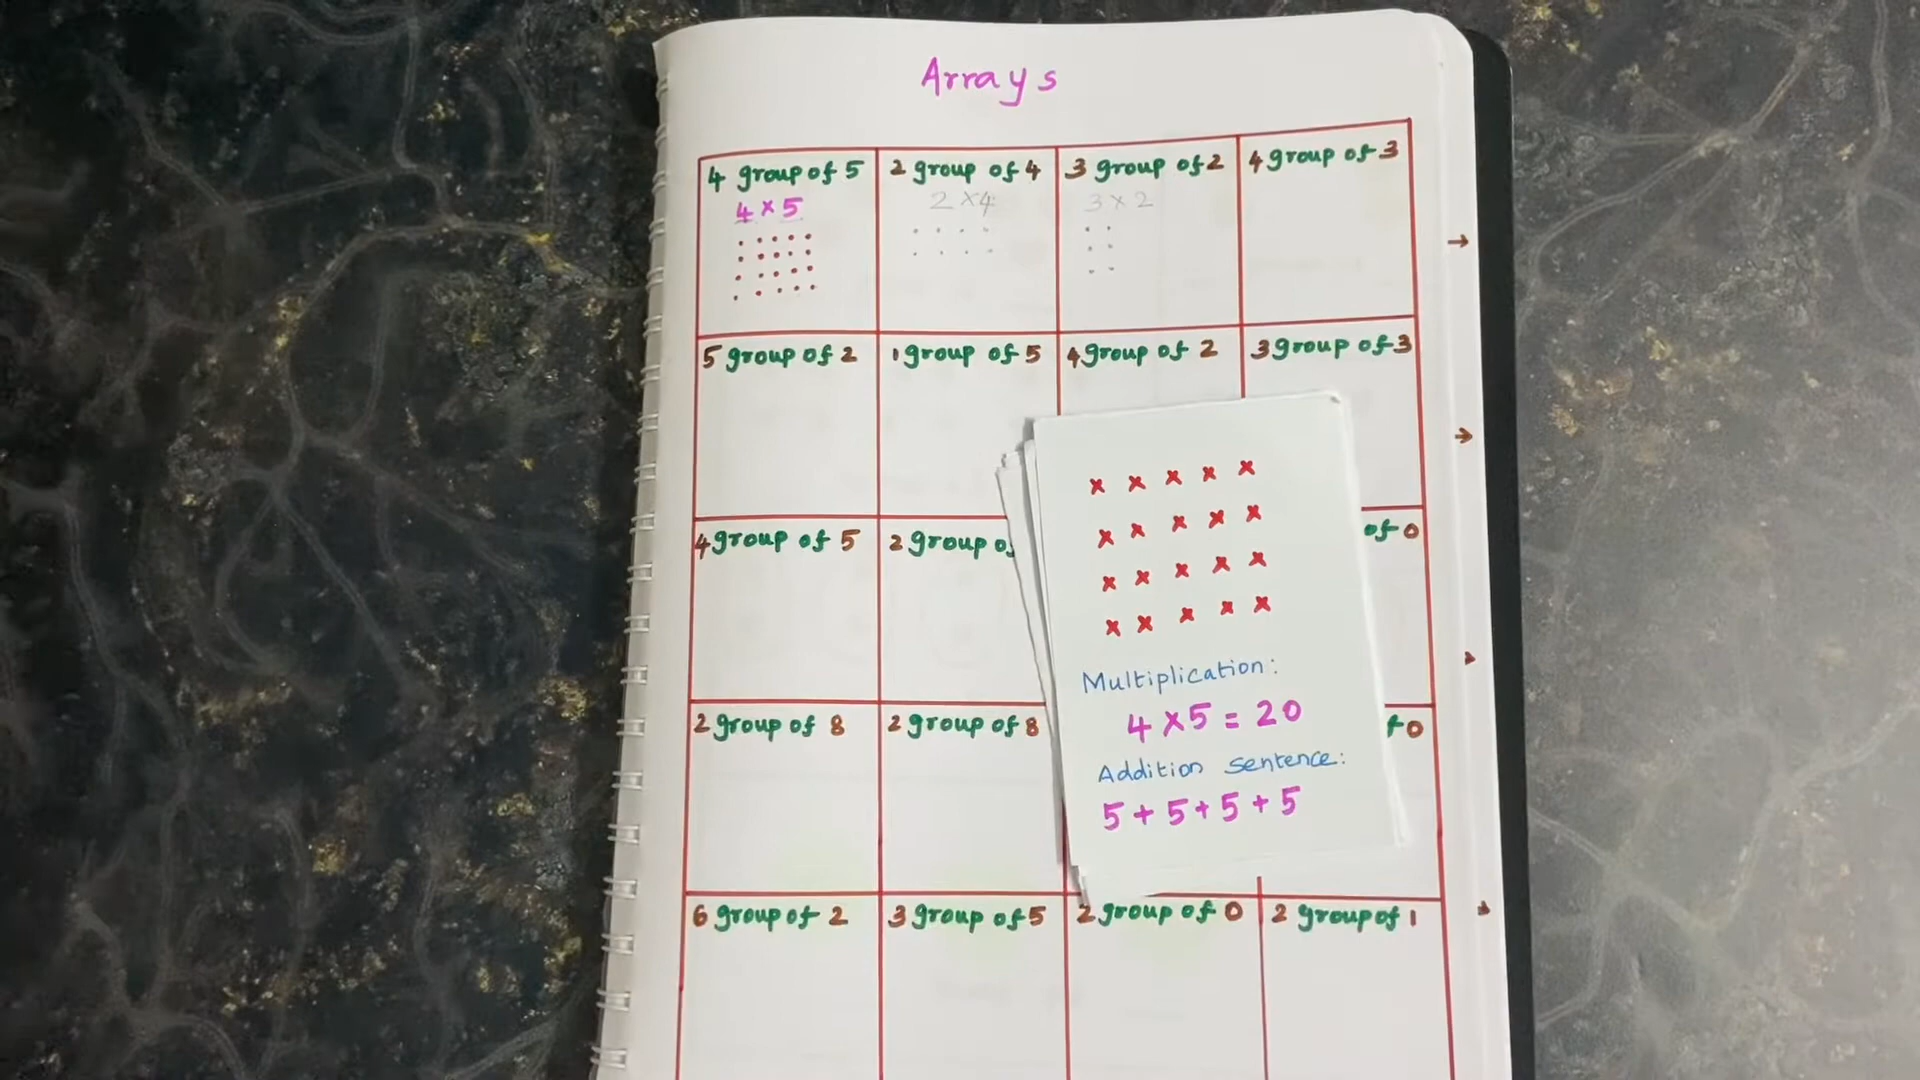 Arrays
4 group of 5
4 x 5
2 group of 4
2 x 4
3 group of 2
3 x 2
4 group of 3
5 group of 2
1 group of 5
4 group of 2
3 group of 3
4 group of 5
2 group of
of 0
2 group of 8
2 group of 8
0
6 group of 2
3 group of 5
2 group of 0
2 group of 1
Multiplication:
4 x 5 = 20
Addition sentence:
5 + 5 + 5 + 5